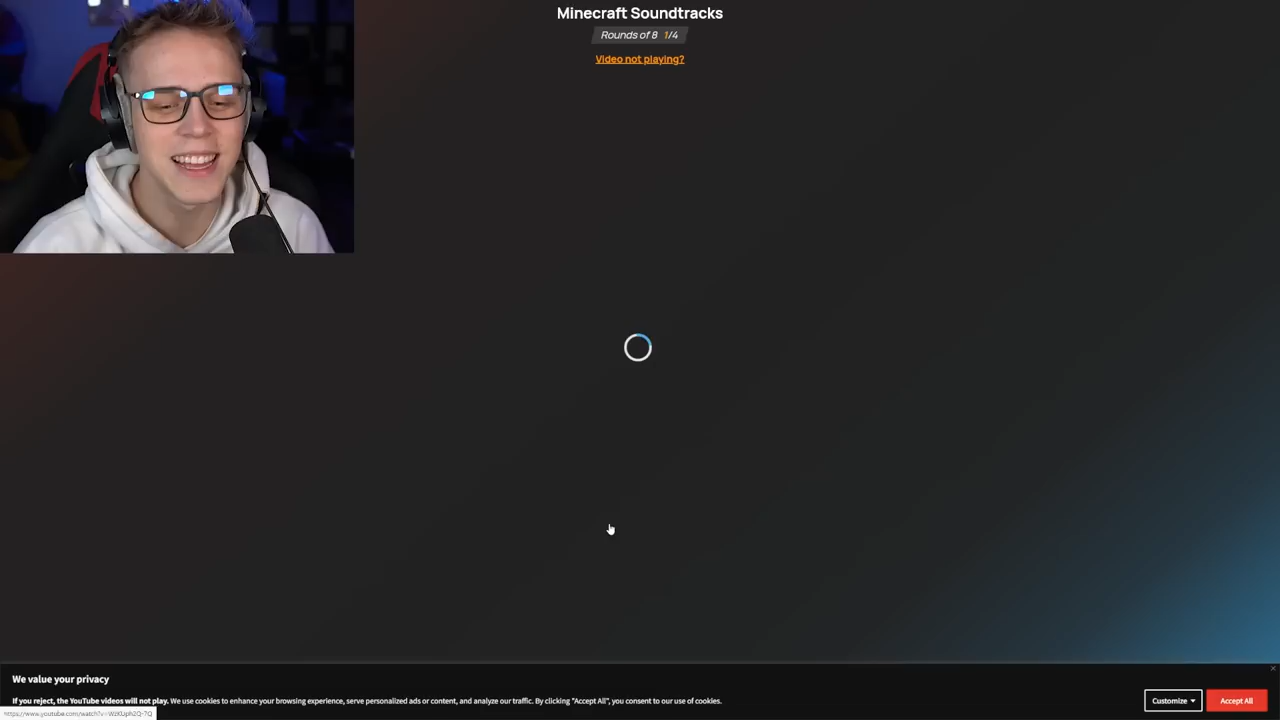 Minecraft Soundtracks
Rounds of 8 1/4
Video not playing?
We value your privacy
If you reject, the YouTube videos will not play. We use cookies to enhance your browsing experience, serve personalized ads or content, and analyze our traffic. By clicking "Accept All", you consent to our use of cookies.
Customize
Accept All